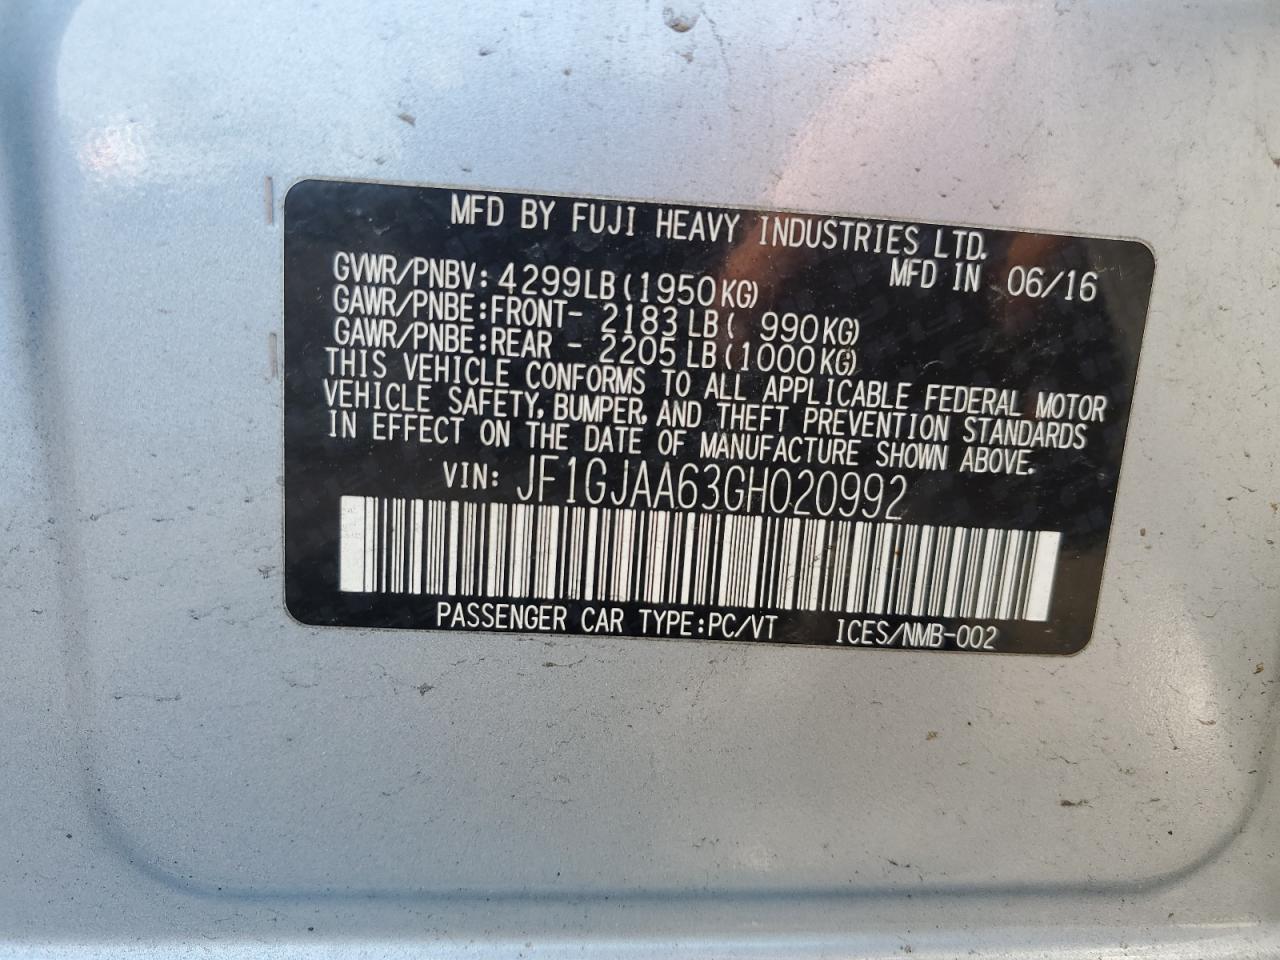 MFD BY FUJI HEAVY INDUSTRIES LTD.
MFD IN 06/16
GVWR/PNBV: 4299LB(1950KG)
GAWR/PNBE:FRONT- 2183LB( 990KG)
GAWR/PNBE:REAR - 2205LB(1000KG)
THIS VEHICLE CONFORMS TO ALL APPLICABLE FEDERAL MOTOR
VEHICLE SAFETY, BUMPER, AND THEFT PREVENTION STANDARDS
IN EFFECT ON THE DATE OF MANUFACTURE SHOWN ABOVE.
VIN: JF1GJAA63GH020992
PASSENGER CAR TYPE:PC/VT ICES/NMB-002